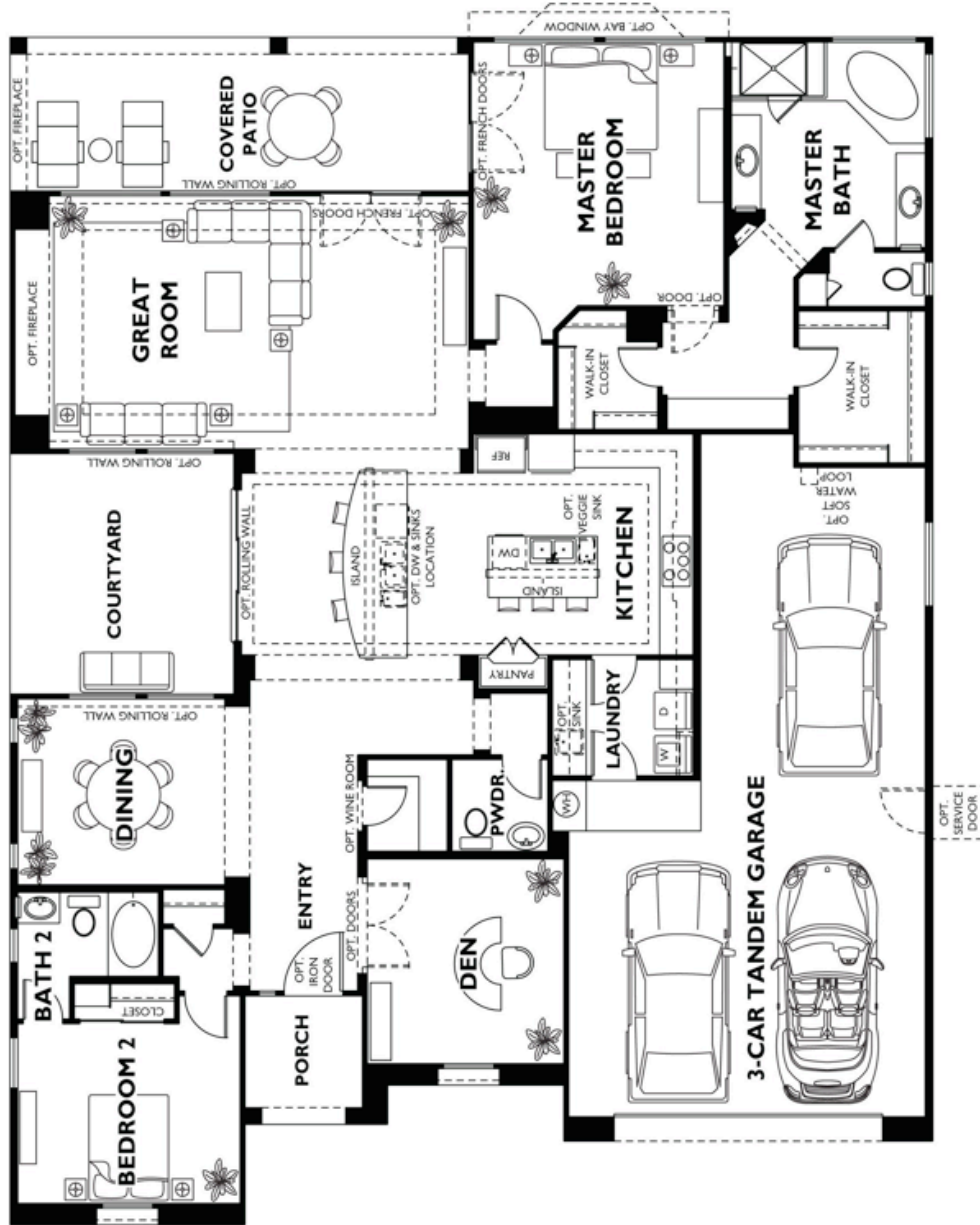 OPT. BAY WINDOW
OPT. FIREPLACE
COVERED
PATIO
OPT. ROLLING WALL
OPT. FRENCH DOORS
MASTER
BEDROOM
MASTER
BATH
OPT. FIREPLACE
GREAT
ROOM
OPT. FRENCH DOORS
OPT. DOOR
WALK-IN
CLOSET
WALK-IN
CLOSET
OPT. ROLLING WALL
COURTYARD
OPT. ROLLING WALL
ISLAND
OPT. DW & SINKS
LOCATION
REF
DW
OPT.
VEGGIE
SINK
ISLAND
KITCHEN
OPT.
SOFT
WATER
LOOP
PANTRY
OPT. ROLLING WALL
DINING
OPT.
SINK
LAUNDRY
D
W
OPT. WINE ROOM
PWDR.
WH
3-CAR TANDEM GARAGE
OPT.
SERVICE
DOOR
BATH 2
ENTRY
OPT.
IRON
DOOR
OPT. DOORS
DEN
CLOSET
BEDROOM 2
PORCH